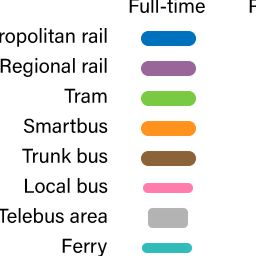 Full-time
ropolitan rail
Regional rail
Tram
Smartbus
Trunk bus
Local bus
Telebus area
Ferry